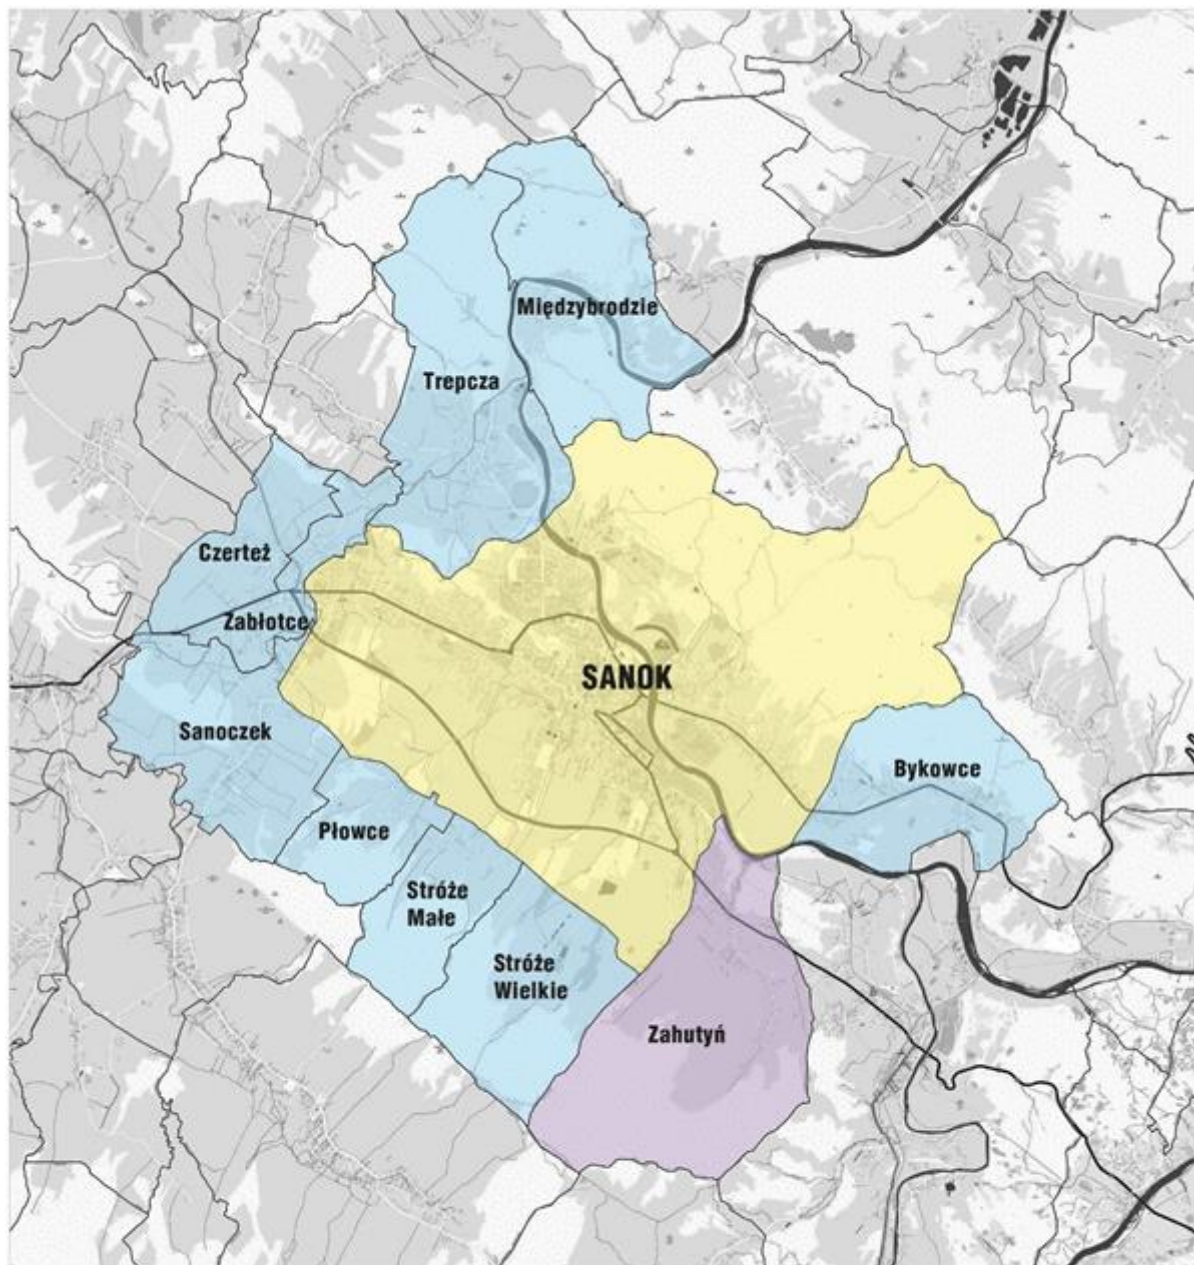 Międzybrodzie
Trepcza
Czerteż
Zabłotce
SANOK
Sanoczek
Bykowce
Płowce
Stróże
Małe
Stróże
Wielkie
Zahutyń